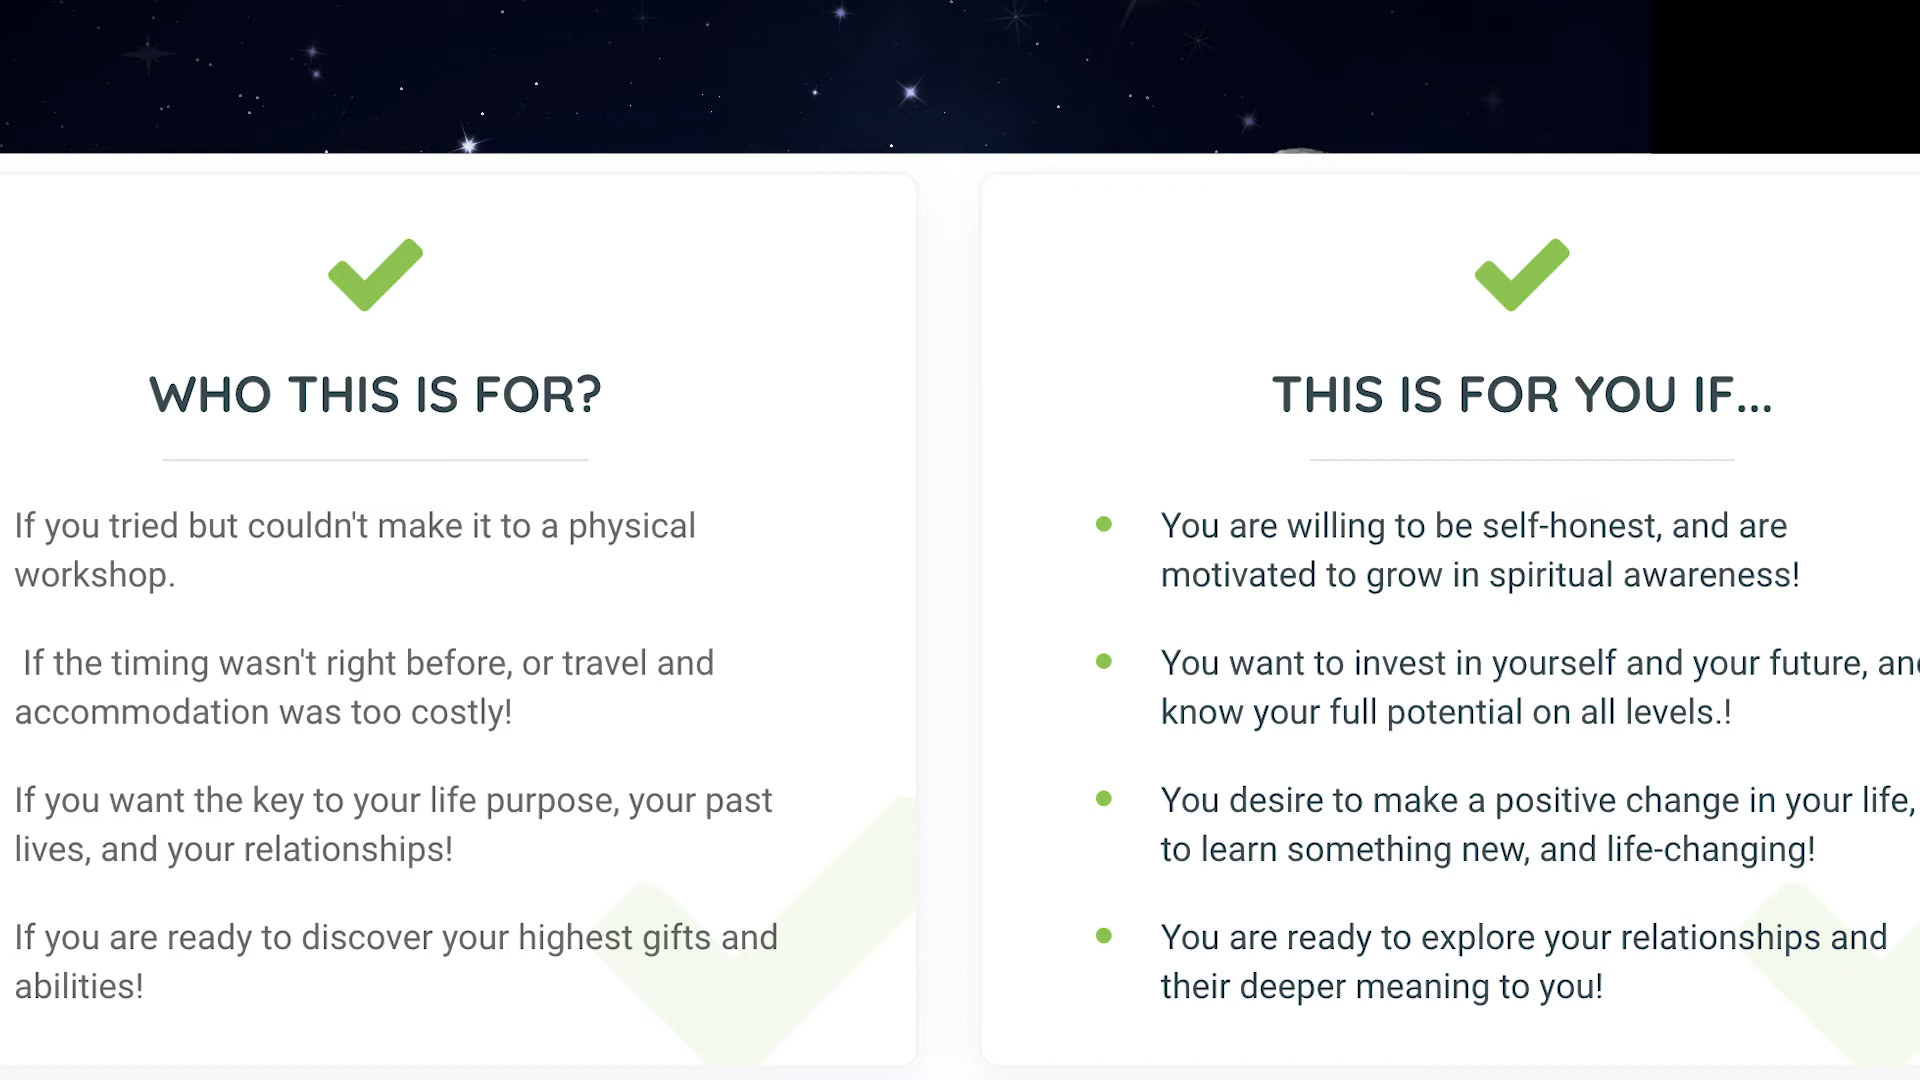 WHO THIS IS FOR?
If you tried but couldn't make it to a physical
workshop.
If the timing wasn't right before, or travel and
accommodation was too costly!
If you want the key to your life purpose, your past
lives, and your relationships!
If you are ready to discover your highest gifts and
abilities!
THIS IS FOR YOU IF...
You are willing to be self-honest, and are
motivated to grow in spiritual awareness!
You want to invest in yourself and your future,
know your full potential on all levels.!
You desire to make a positive change in your life,
to learn something new, and life-changing!
You are ready to explore your relationships and
their deeper meaning to you!